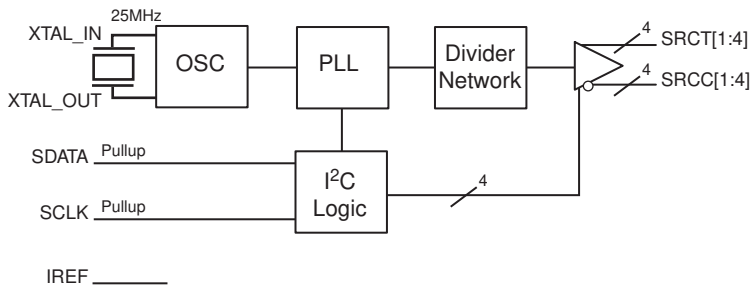 25MHz
XTAL_IN
XTAL_OUT
OSC
PLL
Divider
Network
4
SRCT[1:4]
4
SRCC[1:4]
SDATA Pullup
SCLK Pullup
I²C
Logic
4
IREF